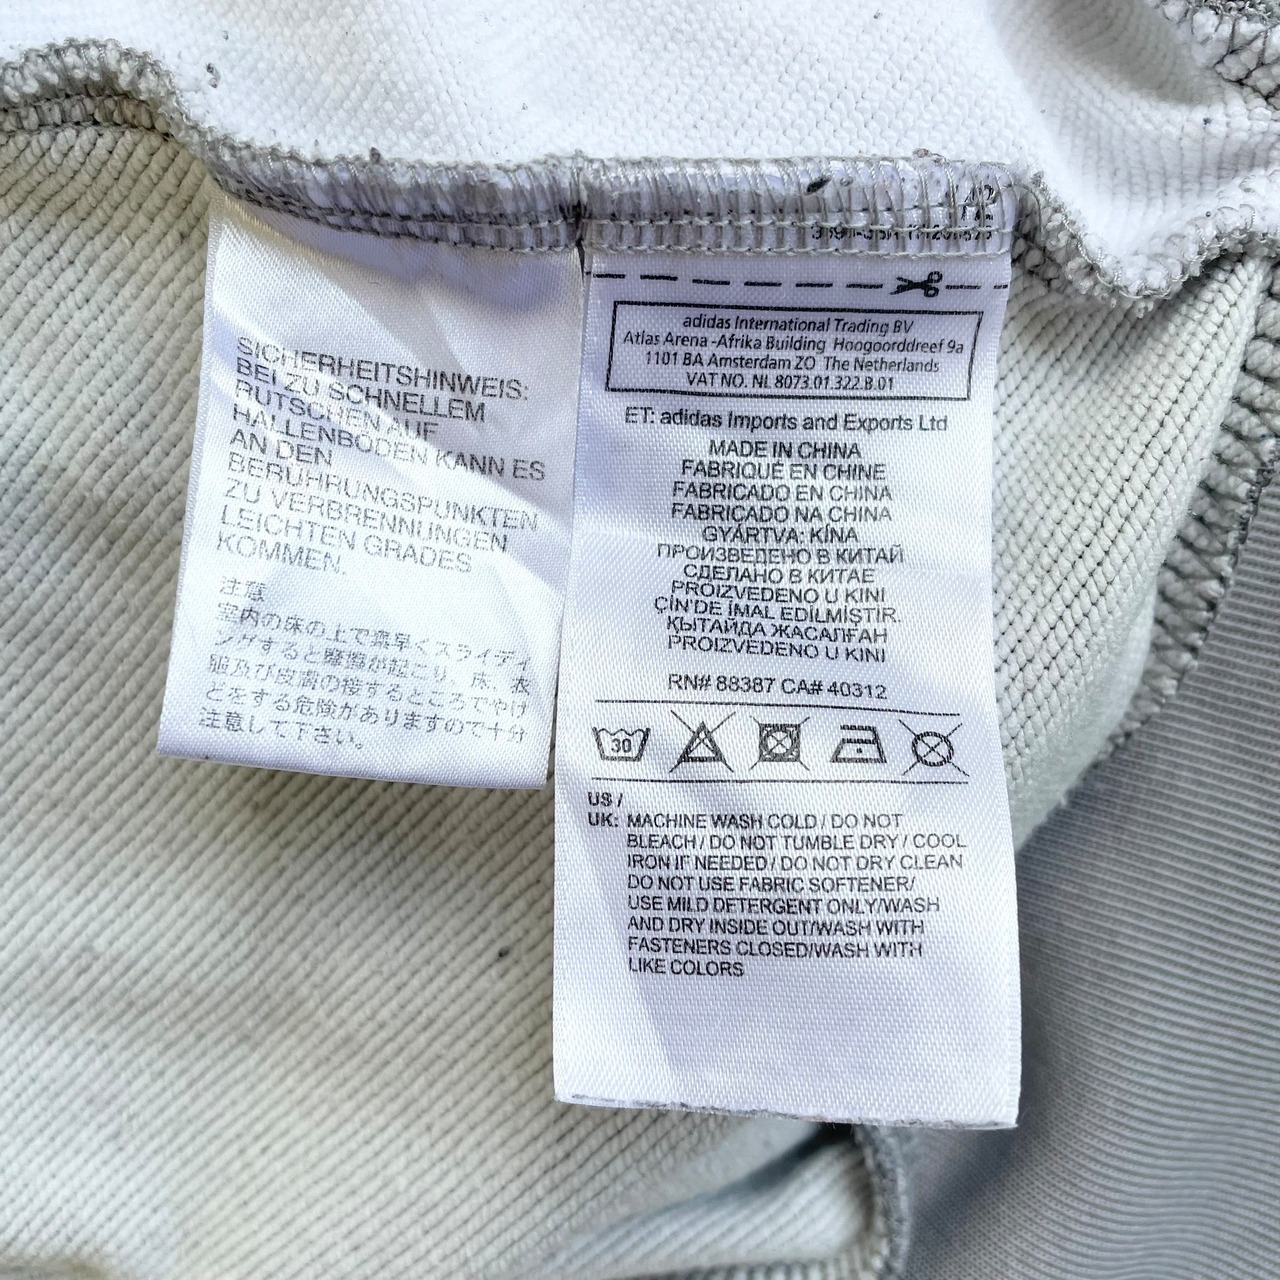 SICHERHEITSHINWEIS:
BEI ZU SCHNELLEM
RUTSCHEN AUF
HALLENBÖDEN KANN ES
AN DEN
BERÜHRUNGSPUNKTEN
ZU VERBRENNUNGEN
LEICHTEN GRADES
KOMMEN.
注意
室内の床の上で素早くスライディ
ングすると摩擦が起こり、床、衣
服及び皮膚の接するところでやけ
どをする危険がありますので十分
注意して下さい。
adidas International Trading BV
Atlas Arena -Afrika Building Hoogoorddreef 9a
1101 BA Amsterdam ZO The Netherlands
VAT NO. NL 8073.01.322.B.01
ET: adidas Imports and Exports Ltd
MADE IN CHINA
FABRIQUÉ EN CHINE
FABRICADO EN CHINA
FABRICADO NA CHINA
GYÁRTVA: KÍNA
ПРОИЗВЕДЕНО В КИТАЙ
СДЕЛАНО В КИТАЕ
PROIZVEDENO U KINI
ÇİN'DE İMAL EDİLMİŞTİR.
ҚЫТАЙДА ЖАСАЛҒАН
PROIZVEDENO U KINI
RN# 88387 CA# 40312
30
US /
UK: MACHINE WASH COLD / DO NOT
BLEACH / DO NOT TUMBLE DRY / COOL
IRON IF NEEDED / DO NOT DRY CLEAN
DO NOT USE FABRIC SOFTENER/
USE MILD DETERGENT ONLY/WASH
AND DRY INSIDE OUT/WASH WITH
FASTENERS CLOSED/WASH WITH
LIKE COLORS